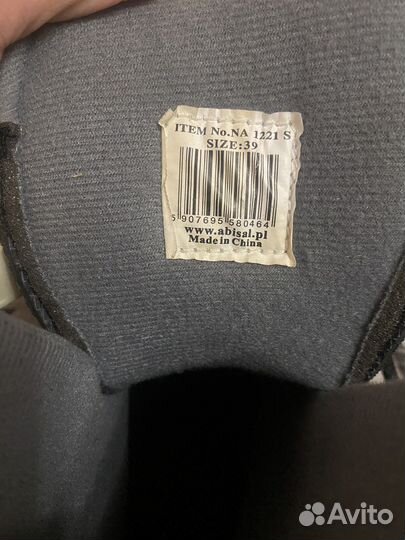 ITEM No.NA 1221 S
SIZE:39
5 907695 580464
www.abisal.pl
Made in China
Avito